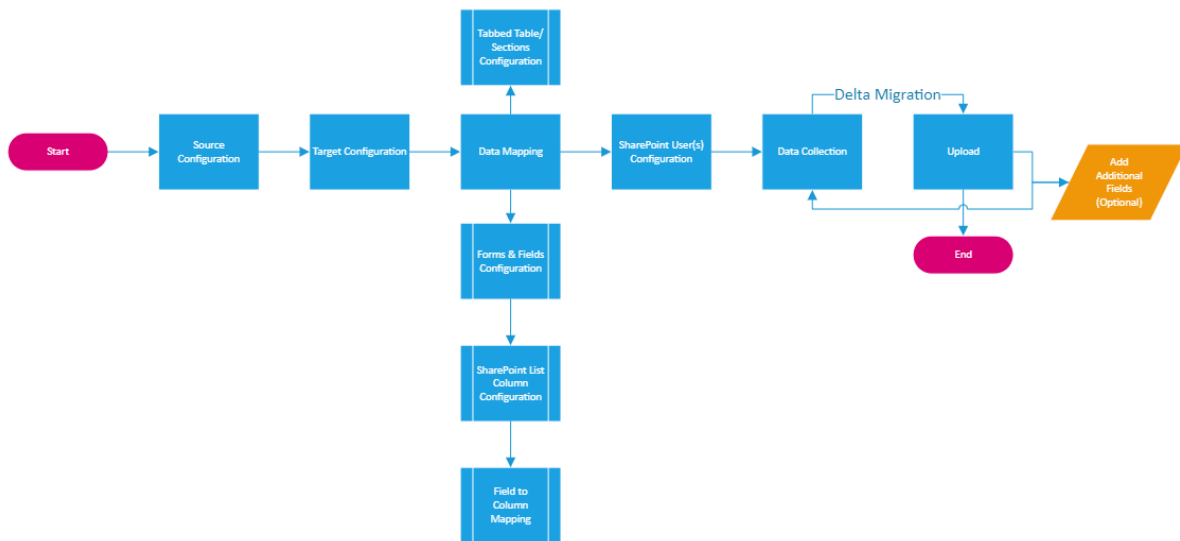 Tabbed Table/
Sections
Configuration
Delta Migration
Start
Source
Configuration
Target Configuration
Data Mapping
SharePoint User(s)
Configuration
Data Collection
Upload
Add
Additional
Fields
(Optional)
Forms & Fields
Configuration
End
SharePoint List
Column
Configuration
Field to
Column
Mapping